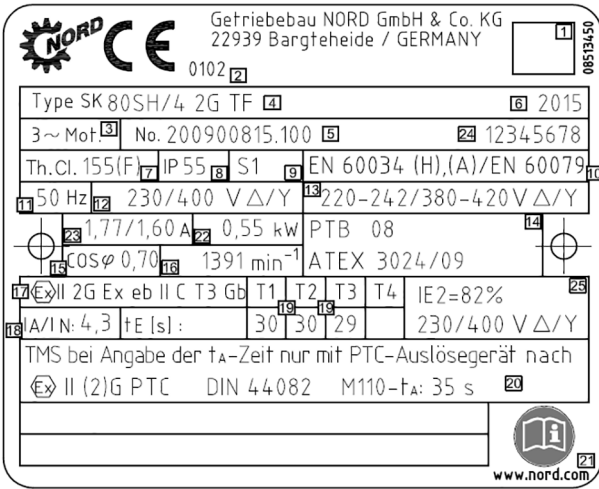 NORD CE
Getriebebau NORD GmbH & Co. KG
22939 Bargteheide / GERMANY
1
08513450
0102 2
Type SK 80SH/4 2G TF 4 6 2015
3~ Mot. 3 No. 200900815.100 5 24 12345678
Th.Cl. 155(F) 7 IP 55 8 S1 9 EN 60034 (H),(A)/EN 60079 10
11 50 Hz 12 230/400 V Δ/Y 13 220-242/380-420V Δ/Y
23 1,77/1,60 A 22 0,55 kW PTB 08 14
15 cosφ 0,70 16 1391 min⁻¹ ATEX 3024/09
17 Ex II 2G Ex eb II C T3 Gb T1 T2 T3 T4 IE2=82% 25
18 IA/IN: 4,3 tE [s] : 30 19 30 19 29 230/400 V Δ/Y
TMS bei Angabe der tA-Zeit nur mit PTC-Auslösegerät nach
Ex II (2)G PTC DIN 44082 M110-tA: 35 s 20
i
21
www.nord.com